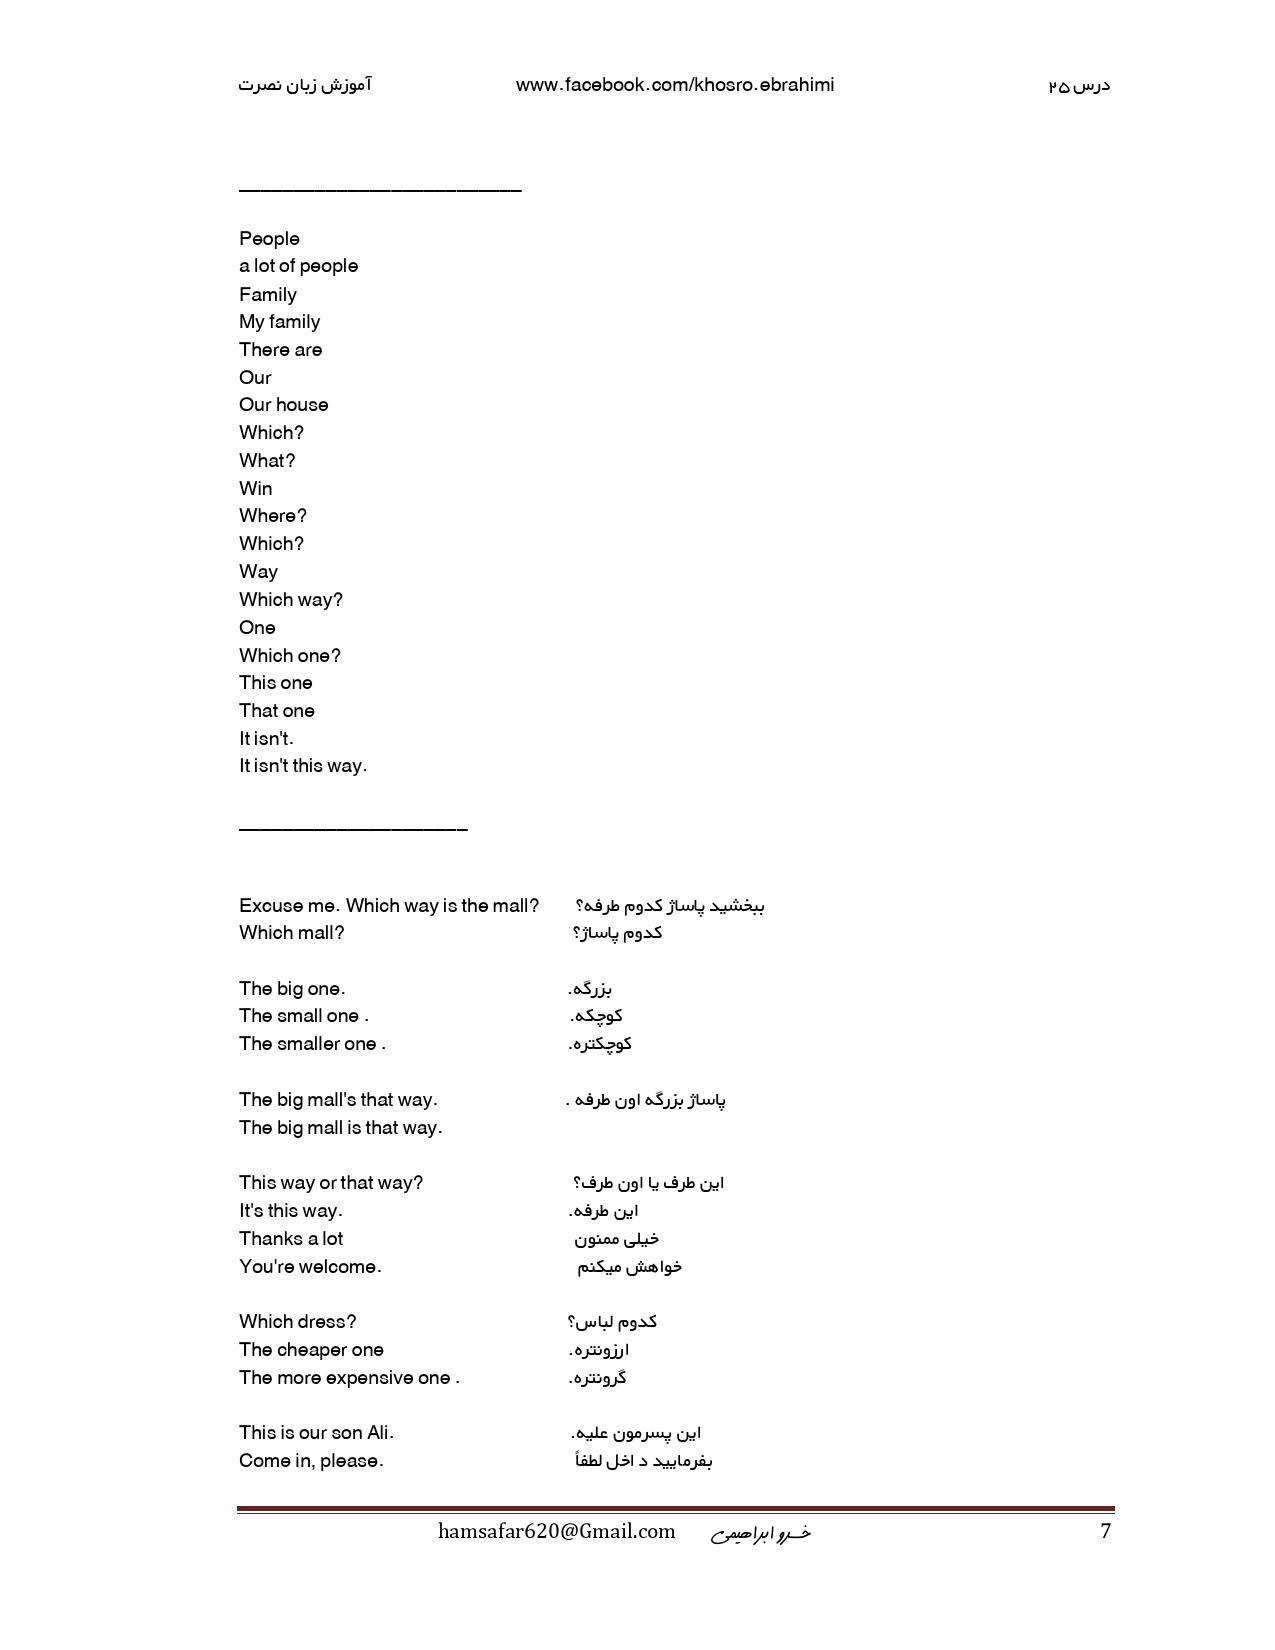 آموزش زبان نصرت www.facebook.com/khosro.ebrahimi درس ۲۵
__________________________
People
a lot of people
Family
My family
There are
Our
Our house
Which?
What?
Win
Where?
Which?
Way
Which way?
One
Which one?
This one
That one
It isn't.
It isn't this way.
_____________________
Excuse me. Which way is the mall? ببخشید پاساژ کدوم طرفه؟
Which mall? کدوم پاساژ؟
The big one. بزرگه.
The small one . کوچکه.
The smaller one . کوچکتره.
The big mall's that way. پاساژ بزرگه اون طرفه .
The big mall is that way.
This way or that way? این طرف یا اون طرف؟
It's this way. این طرفه.
Thanks a lot خیلی ممنون
You're welcome. خواهش میکنم
Which dress? کدوم لباس؟
The cheaper one ارزونتره.
The more expensive one . گرونتره.
This is our son Ali. این پسرمون علیه.
Come in, please. بفرمایید د اخل لطفاً
hamsafar620@Gmail.com خسرو ابراهیمی 7